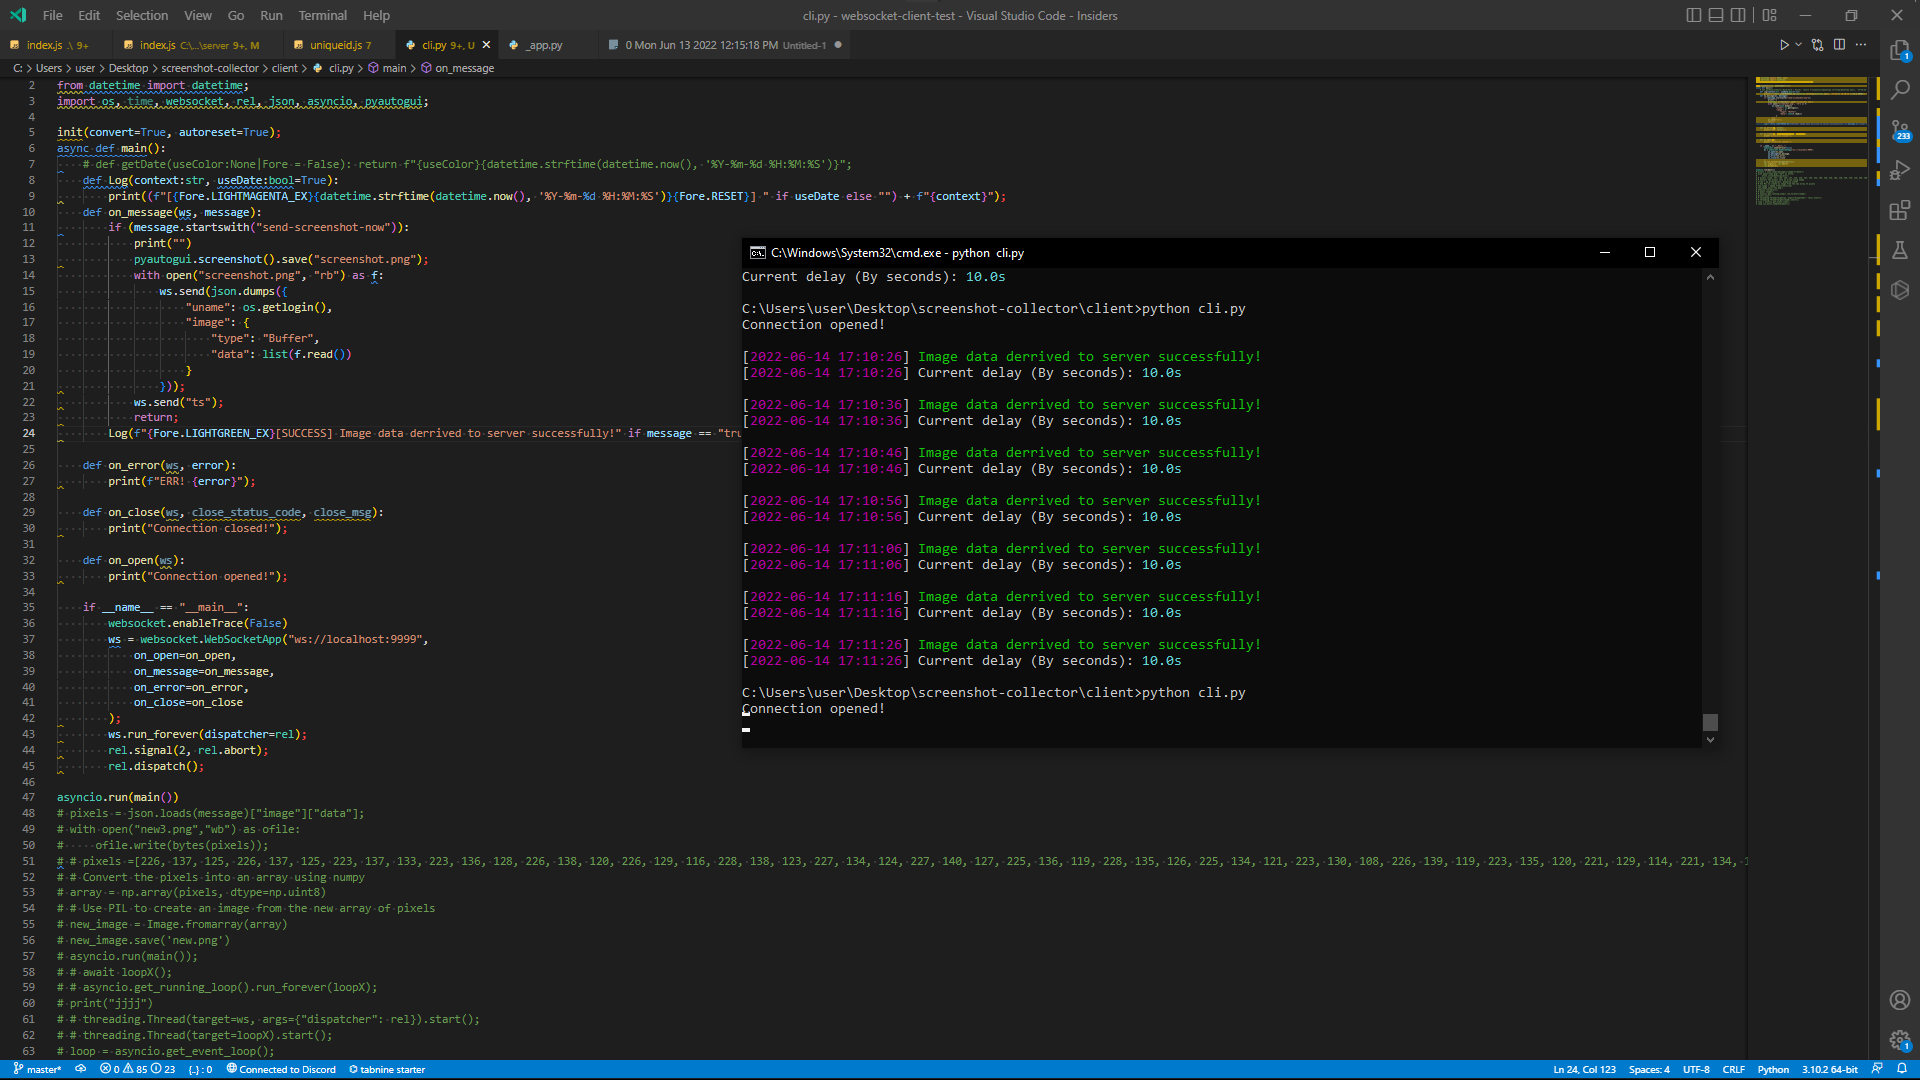 File Edit Selection View Go Run Terminal Help
cli.py - websocket-client-test - Visual Studio Code - Insiders
index.js .\ 9+ index.js C:\...\server 9+, M uniqueid.js 7 cli.py 9+, U _app.py 0 Mon Jun 13 2022 12:15:18 PM Untitled-1
C: > Users > user > Desktop > screenshot-collector > client > cli.py > main > on_message
2 from datetime import datetime;
3 import os, time, websocket, rel, json, asyncio, pyautogui;
4
5 init(convert=True, autoreset=True);
6 async def main():
7 # def getDate(useColor:None|Fore = False): return f"{useColor}{datetime.strftime(datetime.now(), '%Y-%m-%d %H:%M:%S')}";
8 def Log(context:str, useDate:bool=True):
9 print((f"[{Fore.LIGHTMAGENTA_EX}{datetime.strftime(datetime.now(), '%Y-%m-%d %H:%M:%S')}{Fore.RESET}] " if useDate else "") + f"{context}");
10 def on_message(ws, message):
11 if (message.startswith("send-screenshot-now")):
12 print("")
13 pyautogui.screenshot().save("screenshot.png");
14 with open("screenshot.png", "rb") as f:
15 ws.send(json.dumps({
16 "uname": os.getlogin(),
17 "image": {
18 "type": "Buffer",
19 "data": list(f.read())
20 }
21 }));
22 ws.send("ts");
23 return;
24 Log(f"{Fore.LIGHTGREEN_EX}[SUCCESS] Image data derrived to server successfully!" if message == "tru
25
26 def on_error(ws, error):
27 print(f"ERR! {error}");
28
29 def on_close(ws, close_status_code, close_msg):
30 print("Connection closed!");
31
32 def on_open(ws):
33 print("Connection opened!");
34
35 if __name__ == "__main__":
36 websocket.enableTrace(False)
37 ws = websocket.WebSocketApp("ws://localhost:9999",
38 on_open=on_open,
39 on_message=on_message,
40 on_error=on_error,
41 on_close=on_close
42 );
43 ws.run_forever(dispatcher=rel);
44 rel.signal(2, rel.abort);
45 rel.dispatch();
46
47 asyncio.run(main())
48 # pixels = json.loads(message)["image"]["data"];
49 # with open("new3.png","wb") as ofile:
50 # ofile.write(bytes(pixels));
51 # # pixels =[226, 137, 125, 226, 137, 125, 223, 137, 133, 223, 136, 128, 226, 138, 120, 226, 129, 116, 228, 138, 123, 227, 134, 124, 227, 140, 127, 225, 136, 119, 228, 135, 126, 225, 134, 121, 223, 130, 108, 226, 139, 119, 223, 135, 120, 221, 129, 114, 221, 134,
52 # # Convert the pixels into an array using numpy
53 # array = np.array(pixels, dtype=np.uint8)
54 # # Use PIL to create an image from the new array of pixels
55 # new_image = Image.fromarray(array)
56 # new_image.save('new.png')
57 # asyncio.run(main());
58 # # await loopX();
59 # # asyncio.get_running_loop().run_forever(loopX);
60 # print("jjjj")
61 # # threading.Thread(target=ws, args={"dispatcher": rel}).start();
62 # # threading.Thread(target=loopX).start();
63 # loop = asyncio.get_event_loop();
C:\Windows\System32\cmd.exe - python cli.py
Current delay (By seconds): 10.0s
C:\Users\user\Desktop\screenshot-collector\client>python cli.py
Connection opened!
[2022-06-14 17:10:26] Image data derrived to server successfully!
[2022-06-14 17:10:26] Current delay (By seconds): 10.0s
[2022-06-14 17:10:36] Image data derrived to server successfully!
[2022-06-14 17:10:36] Current delay (By seconds): 10.0s
[2022-06-14 17:10:46] Image data derrived to server successfully!
[2022-06-14 17:10:46] Current delay (By seconds): 10.0s
[2022-06-14 17:10:56] Image data derrived to server successfully!
[2022-06-14 17:10:56] Current delay (By seconds): 10.0s
[2022-06-14 17:11:06] Image data derrived to server successfully!
[2022-06-14 17:11:06] Current delay (By seconds): 10.0s
[2022-06-14 17:11:16] Image data derrived to server successfully!
[2022-06-14 17:11:16] Current delay (By seconds): 10.0s
[2022-06-14 17:11:26] Image data derrived to server successfully!
[2022-06-14 17:11:26] Current delay (By seconds): 10.0s
C:\Users\user\Desktop\screenshot-collector\client>python cli.py
Connection opened!
1
233
1
master* 0 85 23 {..} : 0 Connected to Discord tabnine starter Ln 24, Col 123 Spaces: 4 UTF-8 CRLF Python 3.10.2 64-bit